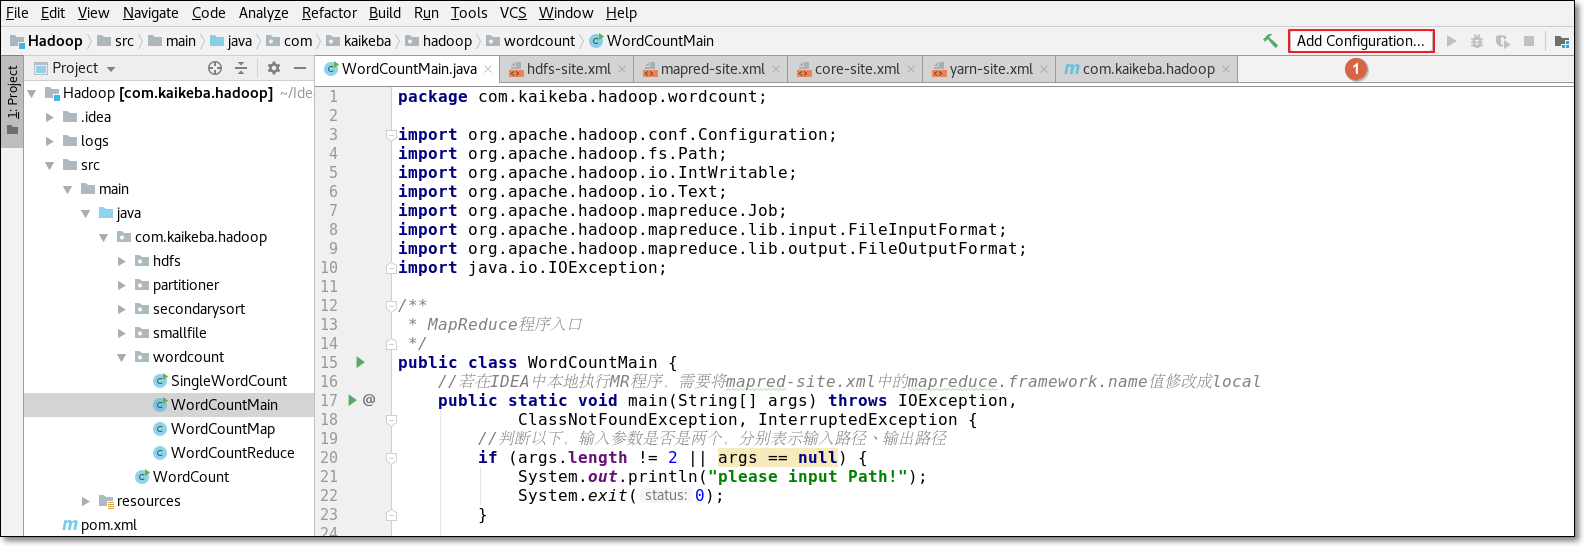 File Edit View Navigate Code Analyze Refactor Build Run Tools VCS Window Help
Hadoop src main java com kaikeba hadoop wordcount WordCountMain Add Configuration...
1: Project
Project
WordCountMain.java hdfs-site.xml mapred-site.xml core-site.xml yarn-site.xml com.kaikeba.hadoop
1
Hadoop [com.kaikeba.hadoop] ~/Idea
.idea
logs
src
main
java
com.kaikeba.hadoop
hdfs
partitioner
secondarysort
smallfile
wordcount
SingleWordCount
WordCountMain
WordCountMap
WordCountReduce
WordCount
resources
pom.xml
1 package com.kaikeba.hadoop.wordcount;
2
3 import org.apache.hadoop.conf.Configuration;
4 import org.apache.hadoop.fs.Path;
5 import org.apache.hadoop.io.IntWritable;
6 import org.apache.hadoop.io.Text;
7 import org.apache.hadoop.mapreduce.Job;
8 import org.apache.hadoop.mapreduce.lib.input.FileInputFormat;
9 import org.apache.hadoop.mapreduce.lib.output.FileOutputFormat;
10 import java.io.IOException;
11
12 /**
13 * MapReduce程序入口
14 */
15 public class WordCountMain {
16 //若在IDEA中本地执行MR程序，需要将mapred-site.xml中的mapreduce.framework.name值修改成local
17 @ public static void main(String[] args) throws IOException,
18 ClassNotFoundException, InterruptedException {
19 //判断以下，输入参数是否是两个，分别表示输入路径、输出路径
20 if (args.length != 2 || args == null) {
21 System.out.println("please input Path!");
22 System.exit( status: 0);
23 }
24